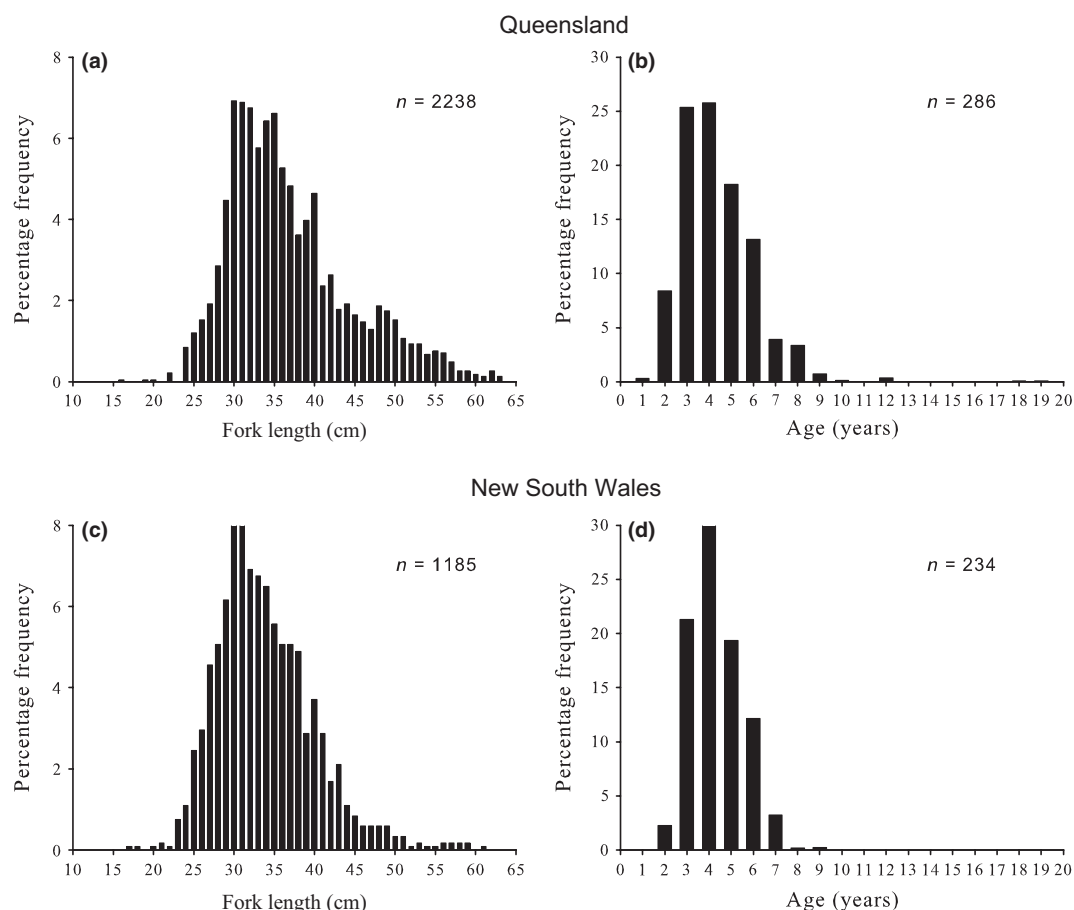 Queensland
(a)
n = 2238
Percentage frequency
8
6
4
2
0
10 15 20 25 30 35 40 45 50 55 60 65
Fork length (cm)
(b)
n = 286
Percentage frequency
30
25
20
15
10
5
0
0 1 2 3 4 5 6 7 8 9 10 11 12 13 14 15 16 17 18 19 20
Age (years)
New South Wales
(c)
n = 1185
Percentage frequency
8
6
4
2
0
10 15 20 25 30 35 40 45 50 55 60 65
Fork length (cm)
(d)
n = 234
Percentage frequency
30
25
20
15
10
5
0
0 1 2 3 4 5 6 7 8 9 10 11 12 13 14 15 16 17 18 19 20
Age (years)